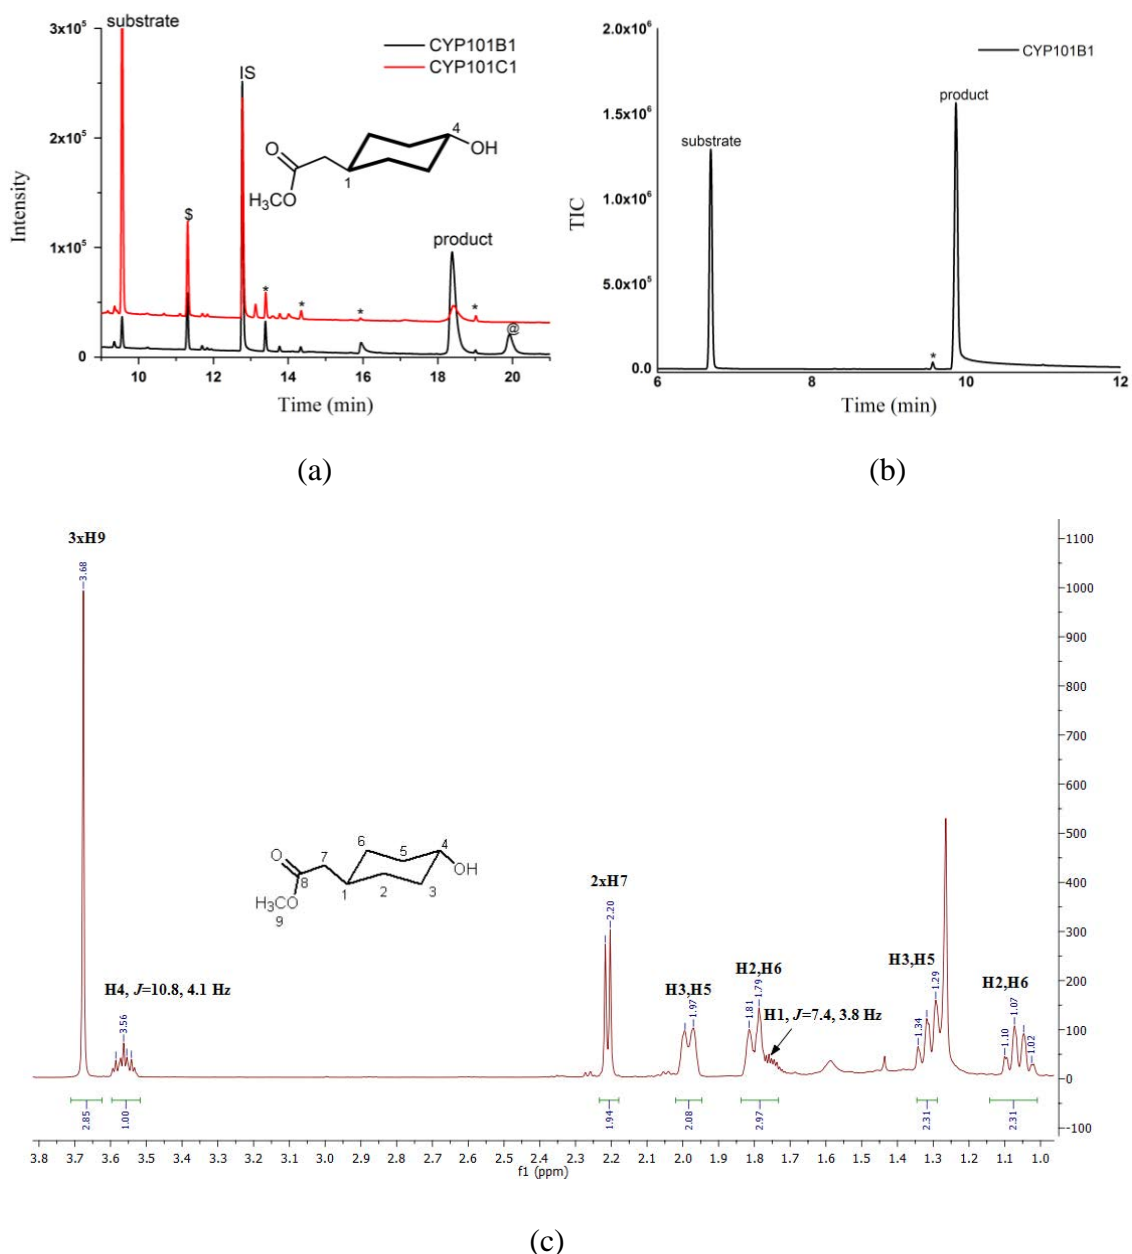 substrate
3x10⁵
2x10⁵
1x10⁵
0
Intensity
CYP101B1
CYP101C1
IS
$
O
H₃CO
1
4
OH
product
*
*
*
*
@
10
12
14
16
18
20
Time (min)
(a)
2.0x10⁶
1.5x10⁶
1.0x10⁶
5.0x10⁵
0.0
TIC
CYP101B1
substrate
product
*
6
8
10
12
Time (min)
(b)
3xH9
3.68
H4, J=10.8, 4.1 Hz
3.56
O
8
H₃CO
9
7
6
5
4
OH
1
2
3
2xH7
2.20
H3,H5
1.97
H2,H6
1.81
1.79
H1, J=7.4, 3.8 Hz
H3,H5
1.34
1.29
H2,H6
1.10
1.07
1.02
1100
1000
900
800
700
600
500
400
300
200
100
0
-100
2.85
1.00
1.94
2.08
2.97
2.31
2.31
3.8 3.7 3.6 3.5 3.4 3.3 3.2 3.1 3.0 2.9 2.8 2.7 2.6 2.5 2.4 2.3 2.2 2.1 2.0 1.9 1.8 1.7 1.6 1.5 1.4 1.3 1.2 1.1 1.0
f1 (ppm)
(c)